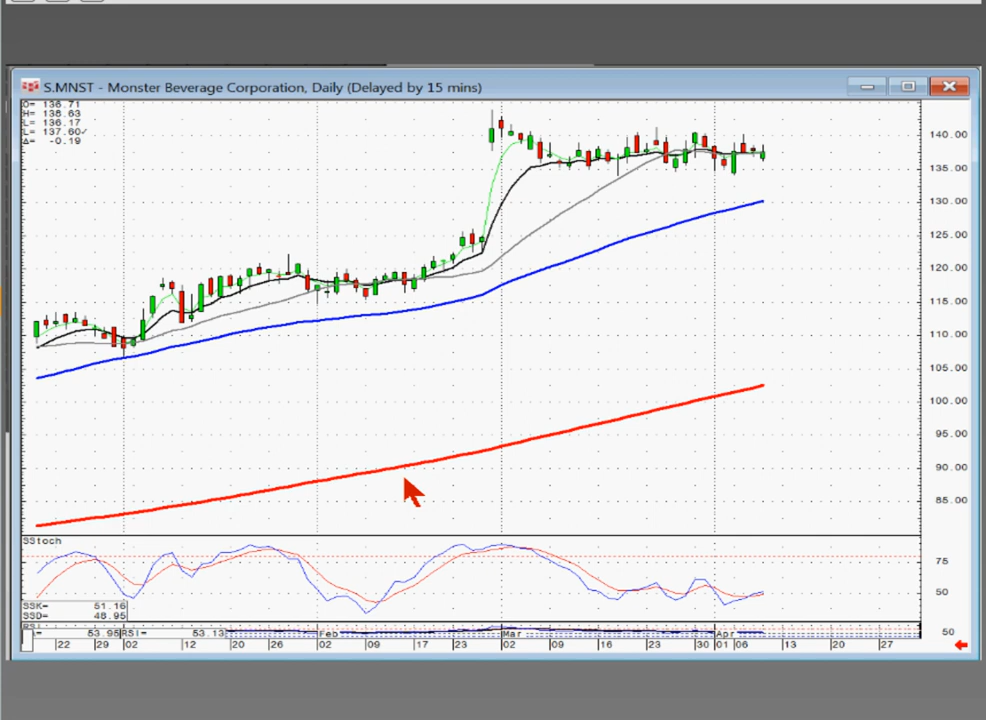 S.MNST - Monster Beverage Corporation, Daily (Delayed by 15 mins)
O= 136.71
H= 138.63
L= 136.17
L= 137.60✓
Δ= -0.19
140.00
135.00
130.00
125.00
120.00
115.00
110.00
105.00
100.00
95.00
90.00
85.00
SStoch
75
50
SSK= 51.16
SSD= 48.95
= 53.95 RSI= 53.13
50
Feb Mar Apr
22 29 02 12 20 26 02 09 17 23 02 09 16 23 30 01 06 13 20 27